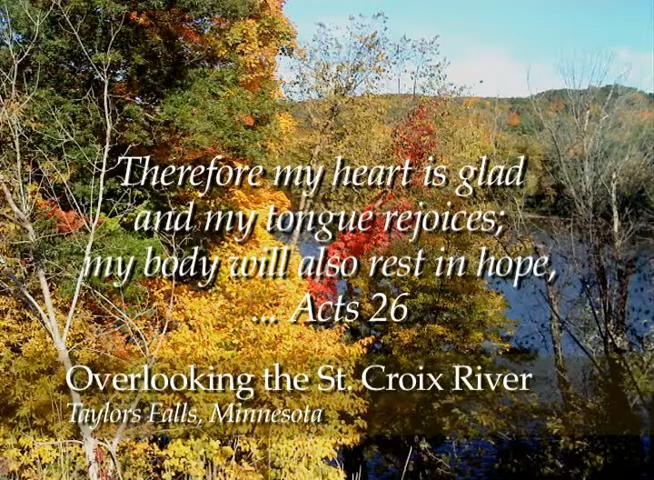 Therefore my heart is glad
and my tongue rejoices;
my body will also rest in hope,
... Acts 26
Overlooking the St. Croix River
Taylors Falls, Minnesota